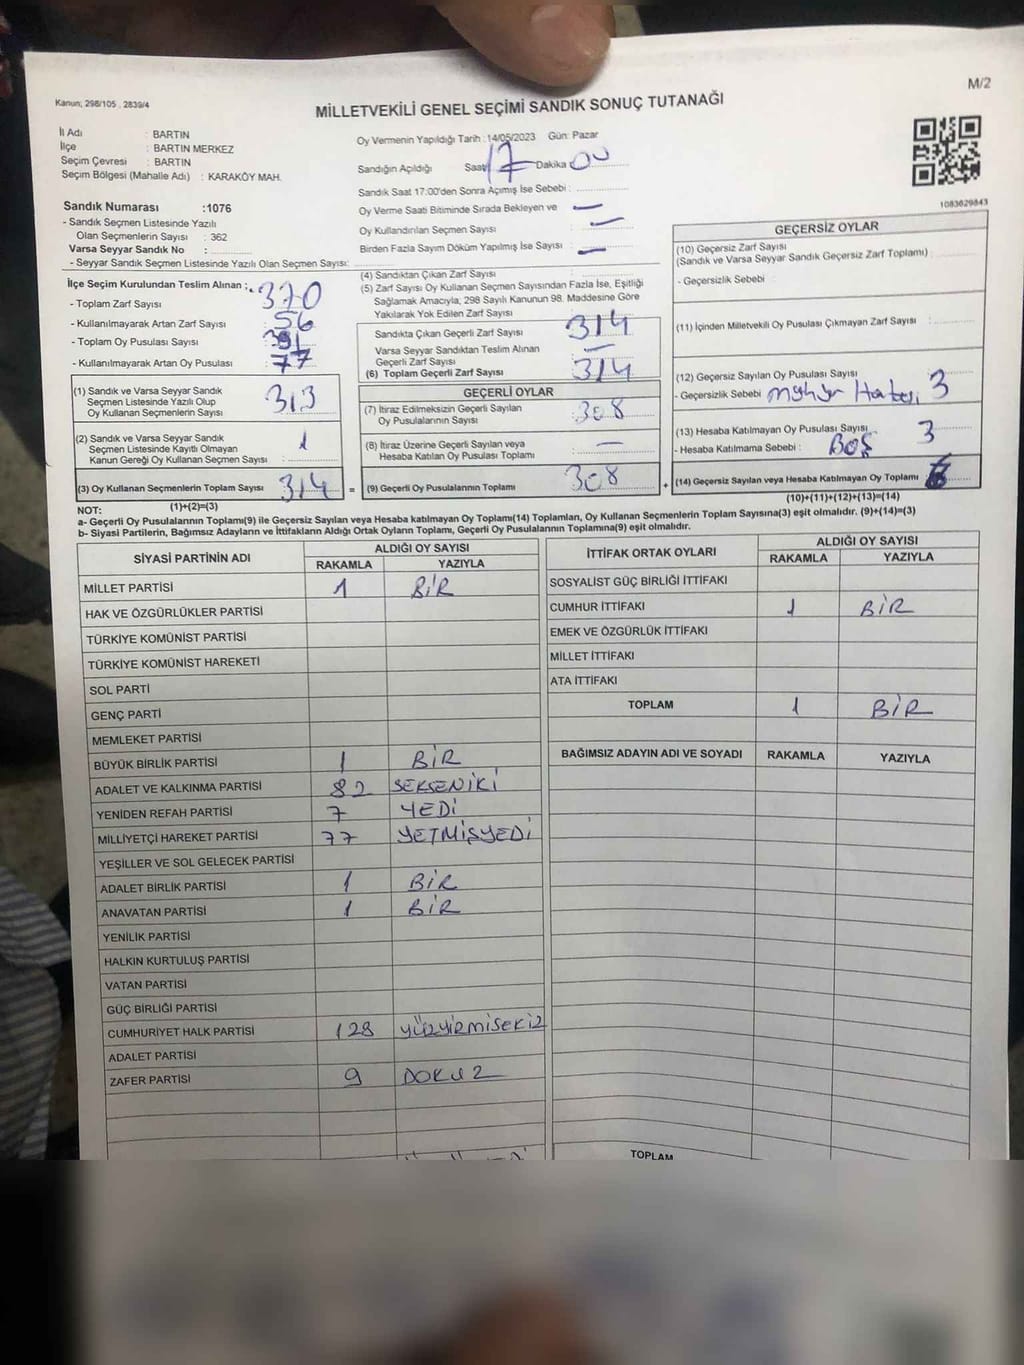 M/2
Kanun; 298/105 , 2839/4
MİLLETVEKİLİ GENEL SEÇİMİ SANDIK SONUÇ TUTANAĞI
İl Adı : BARTIN
İlçe : BARTIN MERKEZ
Seçim Çevresi : BARTIN
Seçim Bölgesi (Mahalle Adı) : KARAKÖY MAH.
Sandık Numarası :1076
- Sandık Seçmen Listesinde Yazılı
Olan Seçmenlerin Sayısı : 362
Varsa Seyyar Sandık No :
- Seyyar Sandık Seçmen Listesinde Yazılı Olan Seçmen Sayısı:
Oy Vermenin Yapıldığı Tarih :14/05/2023 Gün: Pazar
Sandığın Açıldığı Saat 17 Dakika 00
Sandık Saat 17.00'den Sonra Açımış İse Sebebi :
Oy Verme Saati Bitiminde Sırada Bekleyen ve —
Oy Kullandırılan Seçmen Sayısı —
Birden Fazla Sayım Döküm Yapılmış İse Sayısı —
1083629843
İlçe Seçim Kurulundan Teslim Alınan :
- Toplam Zarf Sayısı 370
- Kullanılmayarak Artan Zarf Sayısı : 56
- Toplam Oy Pusulası Sayısı
- Kullanılmayarak Artan Oy Pusulası : 77
(1) Sandık ve Varsa Seyyar Sandık
Seçmen Listesinde Yazılı Olup
Oy Kullanan Seçmenlerin Sayısı 313
(2) Sandık ve Varsa Seyyar Sandık
Seçmen Listesinde Kayıtlı Olmayan
Kanun Gereği Oy Kullanan Seçmen Sayısı : 1
(3) Oy Kullanan Seçmenlerin Toplam Sayısı 314 =
(1)+(2)=(3)
(4) Sandıktan Çıkan Zarf Sayısı
(5) Zarf Sayısı Oy Kullanan Seçmen Sayısından Fazla İse, Eşitliği
Sağlamak Amacıyla, 298 Sayılı Kanunun 98. Maddesine Göre
Yakılarak Yok Edilen Zarf Sayısı
Sandıkta Çıkan Geçerli Zarf Sayısı 314
Varsa Seyyar Sandıktan Teslim Alınan
Geçerli Zarf Sayısı —
(6) Toplam Geçerli Zarf Sayısı 314
GEÇERLİ OYLAR
(7) İtiraz Edilmeksizin Geçerli Sayılan
Oy Pusulalarının Sayısı : 308
(8) İtiraz Üzerine Geçerli Sayılan veya
Hesaba Katılan Oy Pusulası Toplamı —
(9) Geçerli Oy Pusulalarının Toplamı 308 +
GEÇERSİZ OYLAR
(10) Geçersiz Zarf Sayısı
(Sandık ve Varsa Seyyar Sandık Geçersiz Zarf Toplamı) :
- Geçersizlik Sebebi :
(11) İçinden Milletvekili Oy Pusulası Çıkmayan Zarf Sayısı :
(12) Geçersiz Sayılan Oy Pusulası Sayısı
- Geçersizlik Sebebi Mühür Hatası 3
(13) Hesaba Katılmayan Oy Pusulası Sayısı 3
- Hesaba Katılmama Sebebi : BOŞ
(14) Geçersiz Sayılan veya Hesaba Katılmayan Oy Toplamı 6
(10)+(11)+(12)+(13)=(14)
NOT:
a- Geçerli Oy Pusulalarının Toplamı(9) ile Geçersiz Sayılan veya Hesaba katılmayan Oy Toplamı(14) Toplamları, Oy Kullanan Seçmenlerin Toplam Sayısına(3) eşit olmalıdır. (9)+(14)=(3)
b- Siyasi Partilerin, Bağımsız Adayların ve İttifakların Aldığı Ortak Oyların Toplamı, Geçerli Oy Pusulalarının Toplamına(9) eşit olmalıdır.
SİYASİ PARTİNİN ADI ALDIĞI OY SAYISI
RAKAMLA YAZIYLA
MİLLET PARTİSİ 1 BİR
HAK VE ÖZGÜRLÜKLER PARTİSİ
TÜRKİYE KOMÜNİST PARTİSİ
TÜRKİYE KOMÜNİST HAREKETİ
SOL PARTİ
GENÇ PARTİ
MEMLEKET PARTİSİ
BÜYÜK BİRLİK PARTİSİ 1 BİR
ADALET VE KALKINMA PARTİSİ 82 SEKSENİKİ
YENİDEN REFAH PARTİSİ 7 YEDİ
MİLLİYETÇİ HAREKET PARTİSİ 77 YETMİŞYEDİ
YEŞİLLER VE SOL GELECEK PARTİSİ
ADALET BİRLİK PARTİSİ 1 BİR
ANAVATAN PARTİSİ 1 BİR
YENİLİK PARTİSİ
HALKIN KURTULUŞ PARTİSİ
VATAN PARTİSİ
GÜÇ BİRLİĞİ PARTİSİ
CUMHURİYET HALK PARTİSİ 128 YÜZYİRMİSEKİZ
ADALET PARTİSİ
ZAFER PARTİSİ 9 DOKUZ
İTTİFAK ORTAK OYLARI ALDIĞI OY SAYISI
RAKAMLA YAZIYLA
SOSYALİST GÜÇ BİRLİĞİ İTTİFAKI
CUMHUR İTTİFAKI 1 BİR
EMEK VE ÖZGÜRLÜK İTTİFAKI
MİLLET İTTİFAKI
ATA İTTİFAKI
TOPLAM 1 BİR
BAĞIMSIZ ADAYIN ADI VE SOYADI RAKAMLA YAZIYLA
TOPLAM